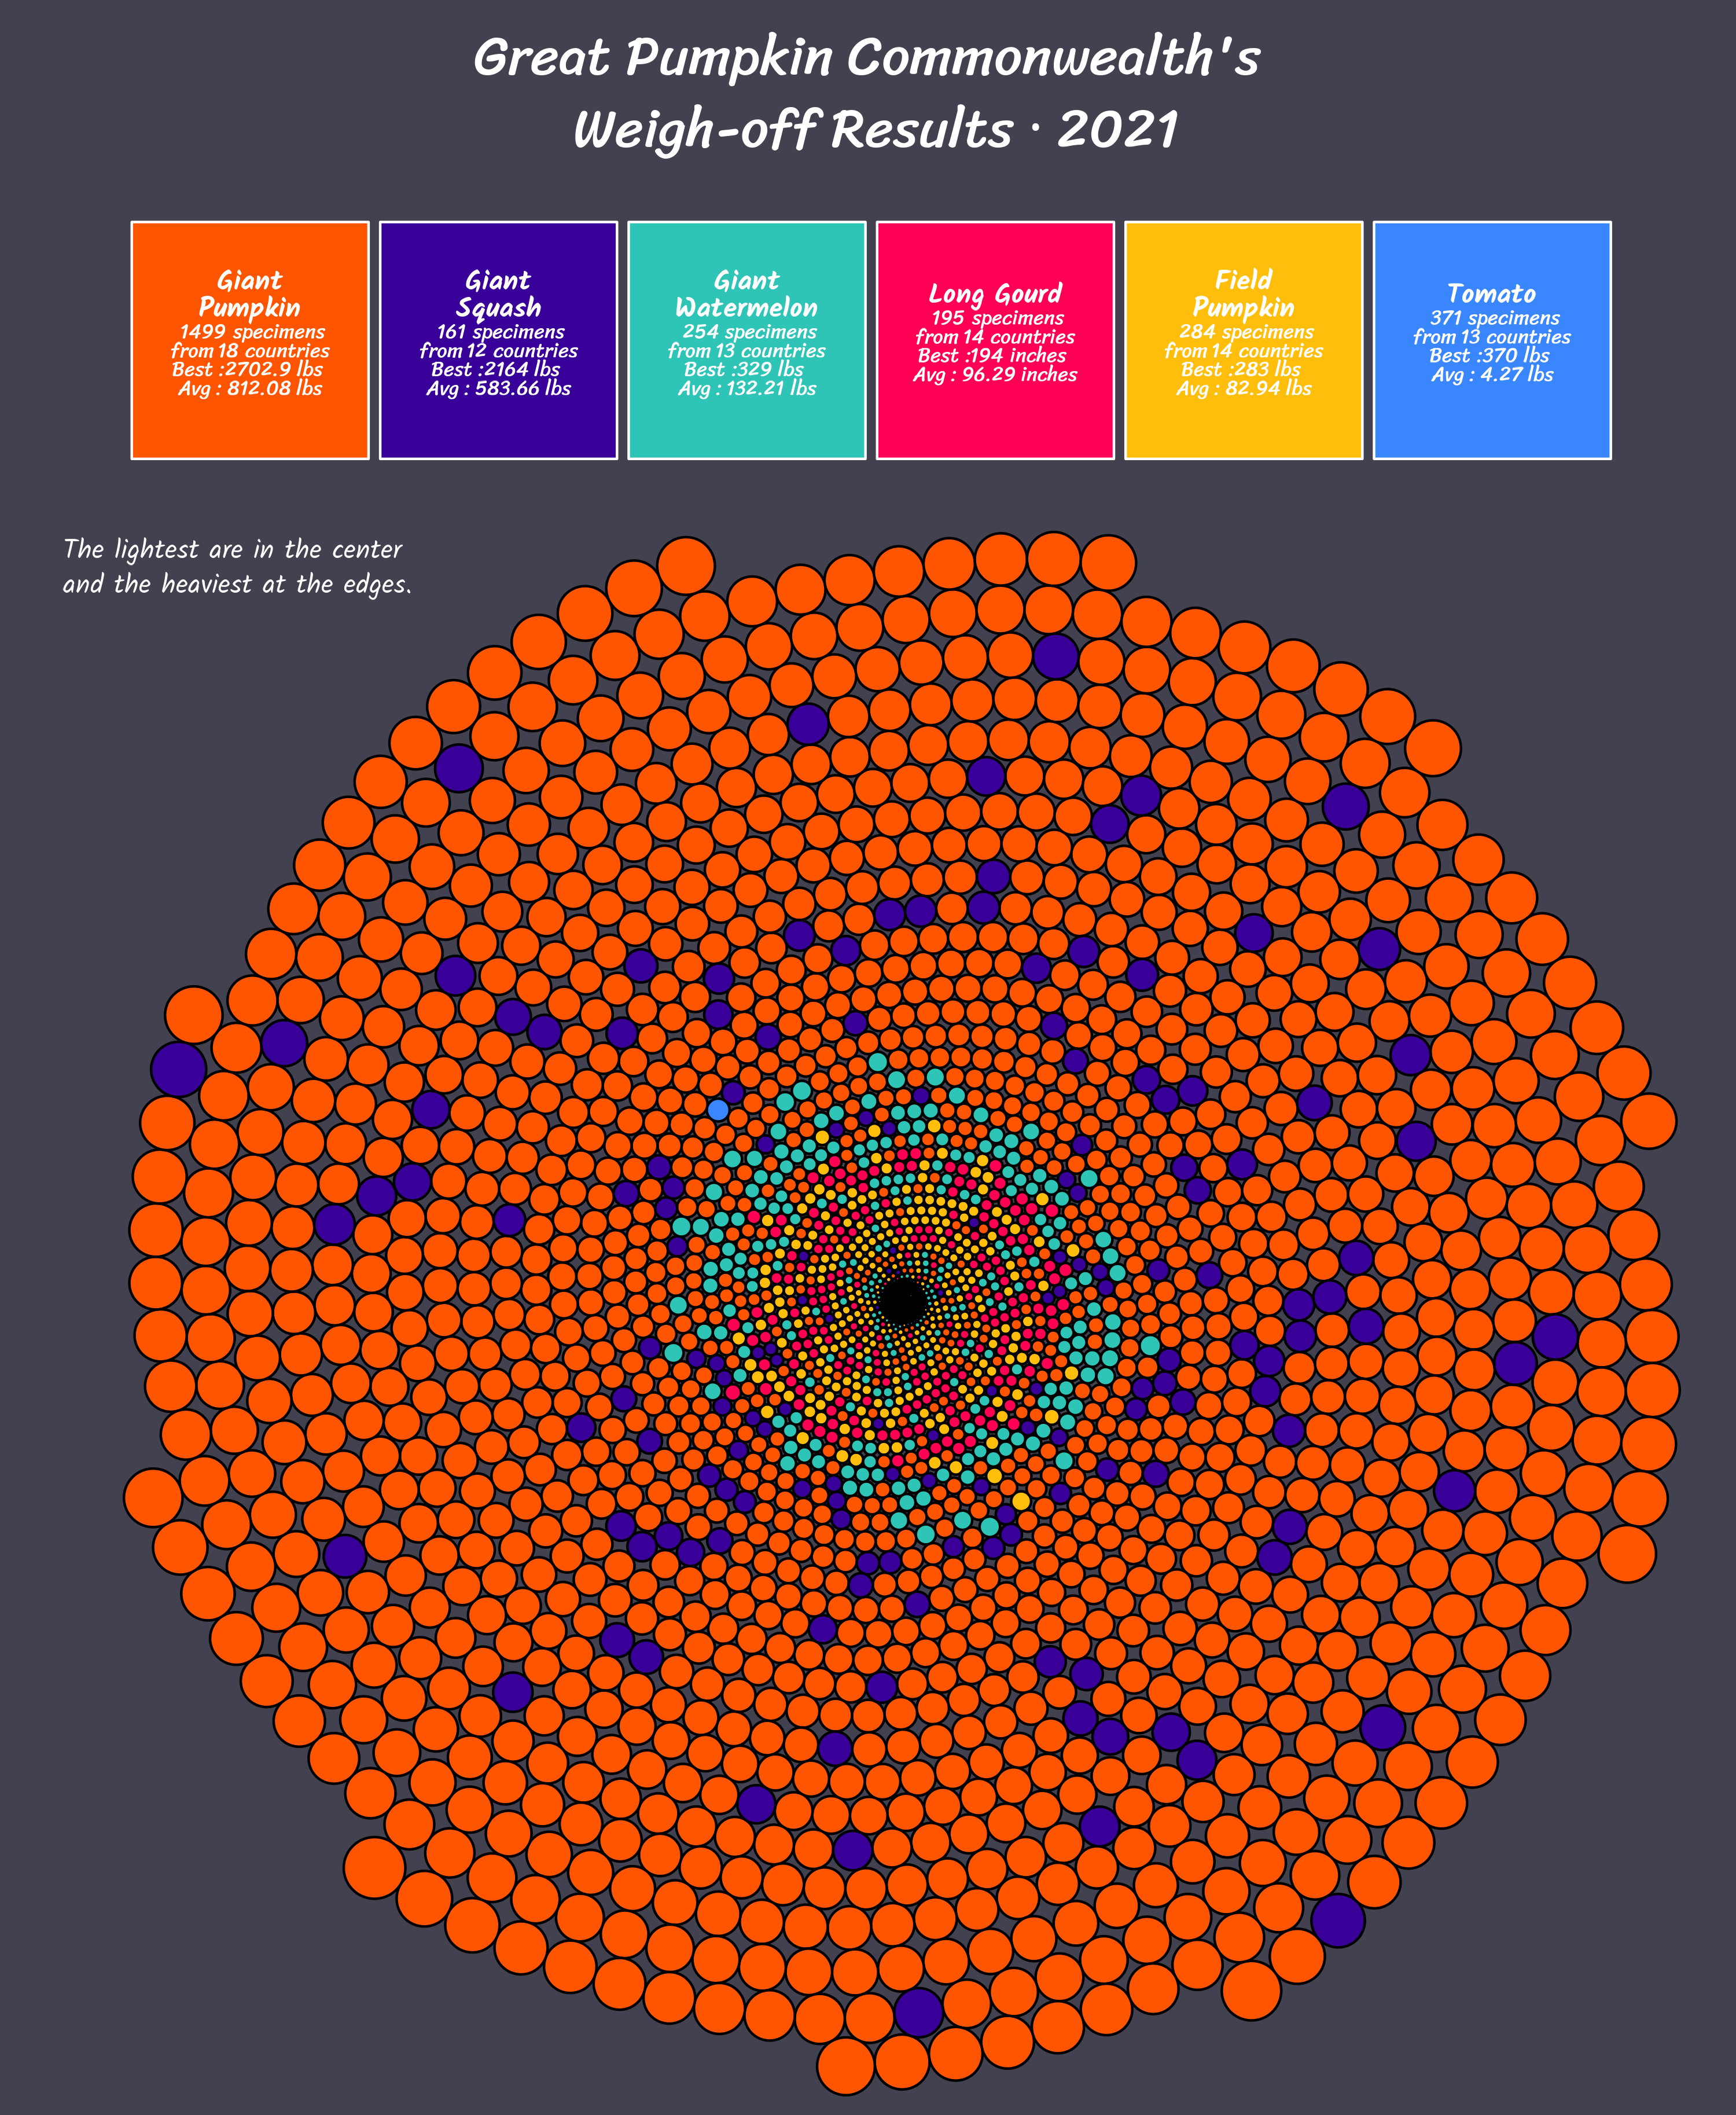 Great Pumpkin Commonwealth's
Weigh-off Results · 2021
Giant
Pumpkin
1499 specimens
from 18 countries
Best :2702.9 lbs
Avg : 812.08 lbs
Giant
Squash
161 specimens
from 12 countries
Best :2164 lbs
Avg : 583.66 lbs
Giant
Watermelon
254 specimens
from 13 countries
Best :329 lbs
Avg : 132.21 lbs
Long Gourd
195 specimens
from 14 countries
Best :194 inches
Avg : 96.29 inches
Field
Pumpkin
284 specimens
from 14 countries
Best :283 lbs
Avg : 82.94 lbs
Tomato
371 specimens
from 13 countries
Best :370 lbs
Avg : 4.27 lbs
The lightest are in the center
and the heaviest at the edges.